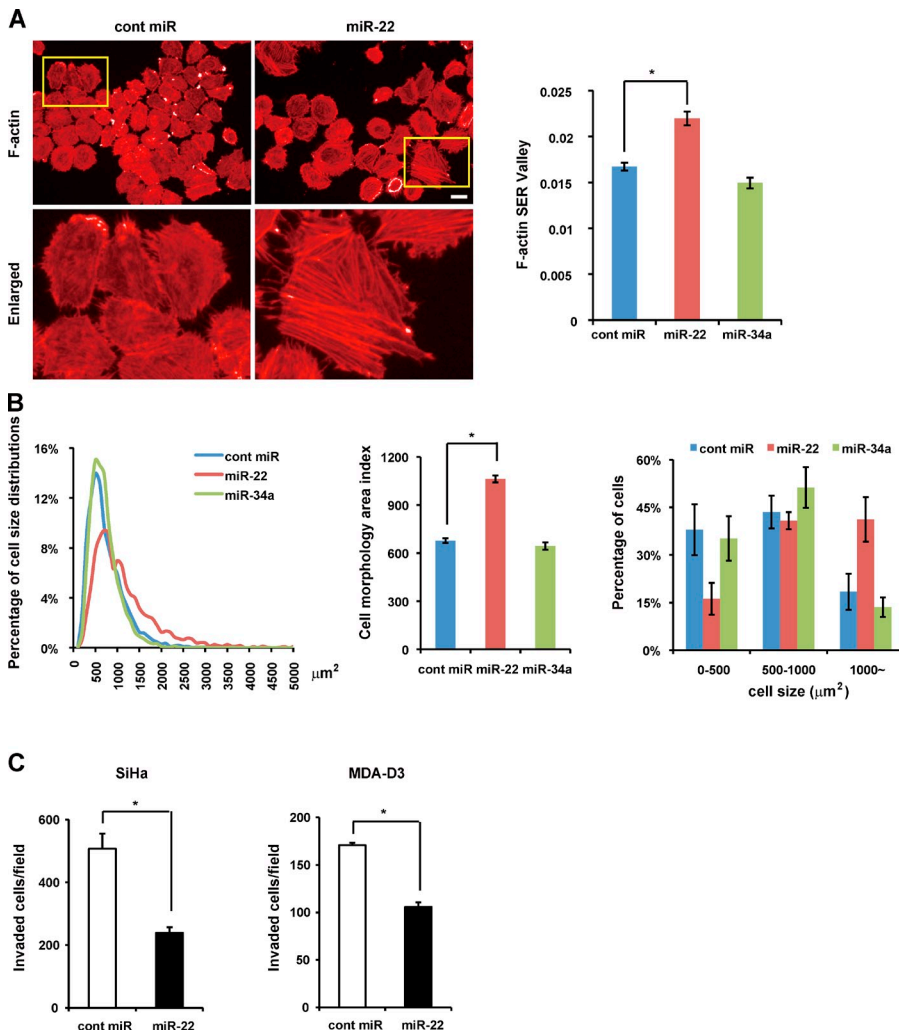 A
cont miR
miR-22
F-actin
Enlarged
F-actin SER Valley
0.025
0.02
0.015
0.01
0.005
0
*
cont miR
miR-22
miR-34a
B
Percentage of cell size distributions
16%
12%
8%
4%
0%
cont miR
miR-22
miR-34a
500
1000
1500
2000
2500
3000
3500
4000
4500
5000
μm²
Cell morphology area index
1200
900
600
300
0
*
cont miR
miR-22
miR-34a
cont miR
miR-22
miR-34a
Percentage of cells
60%
45%
30%
15%
0%
0-500
500-1000
1000~
cell size (μm²)
C
SiHa
Invaded cells/field
600
400
200
0
*
cont miR
miR-22
MDA-D3
Invaded cells/field
200
150
100
50
0
*
cont miR
miR-22